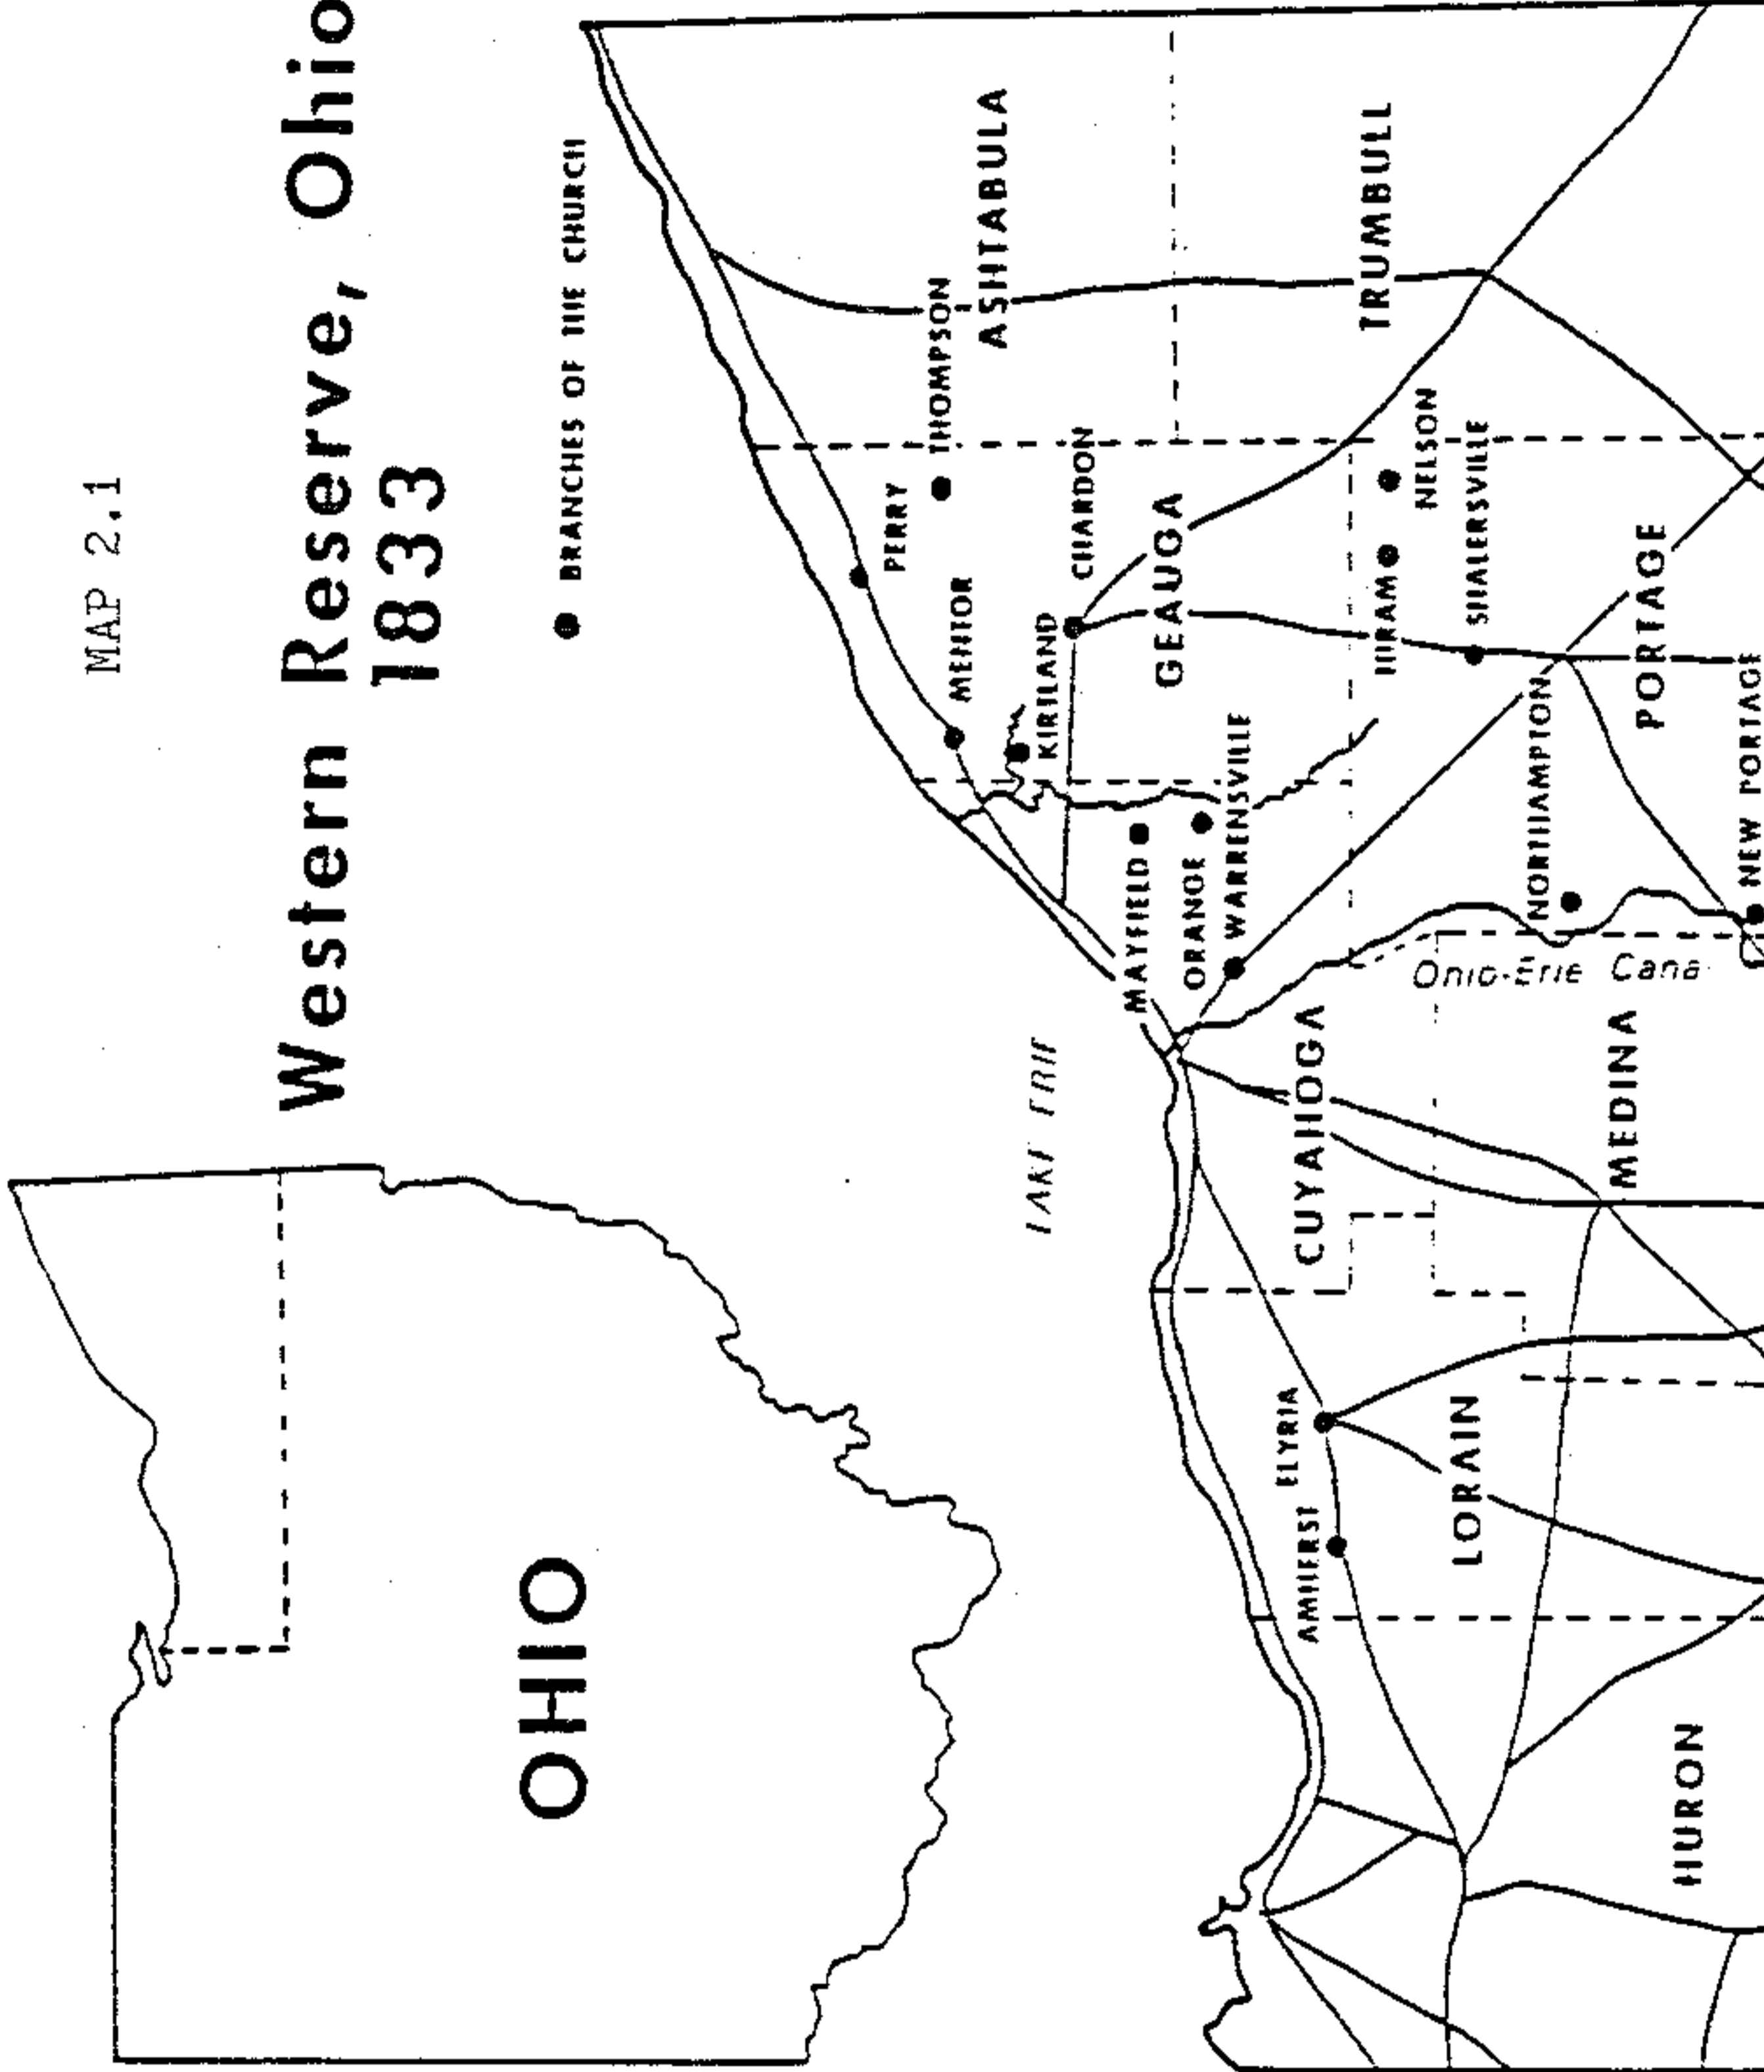 MAP 2.1
Western Reserve, Ohio
1833
BRANCHES OF THE CHURCH
OHIO
LAKE ERIE
ASHTABULA
THOMPSON
PERRY
MENTOR
KIRTLAND
CHARDON
GEAUGA
TRUMBULL
MAYFIELD
ORANGE
WARRENSVILLE
HIRAM
NELSON
SHALERSVILLE
NORTHAMPTON
PORTAGE
NEW PORTAGE
Ohio-Erie Cana
CUYAHOGA
MEDINA
ELYRIA
AMHERST
LORAIN
HURON